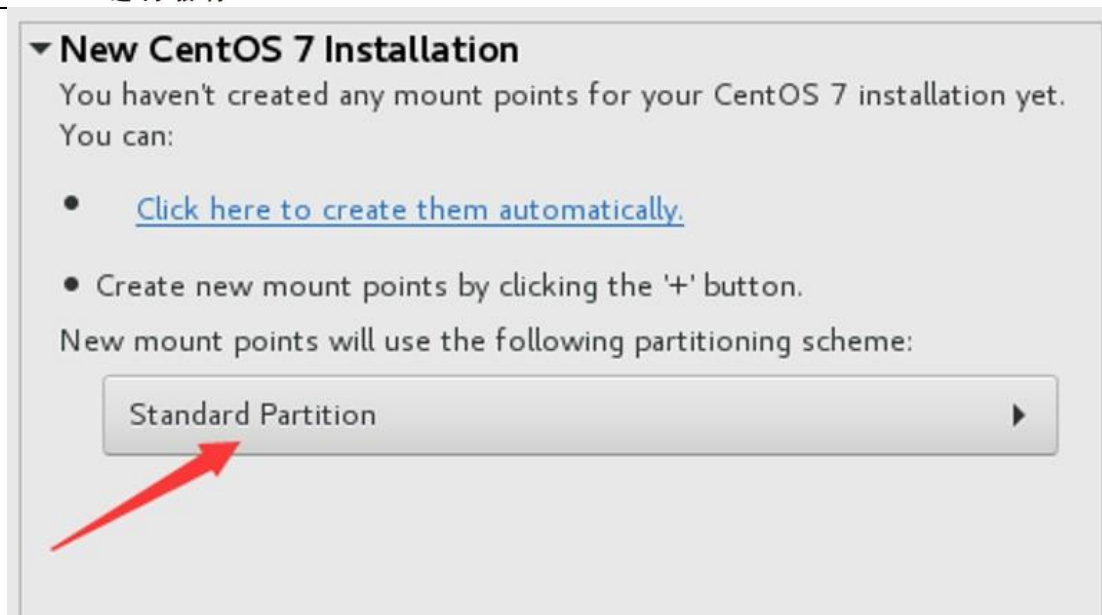 New CentOS 7 Installation
You haven't created any mount points for your CentOS 7 installation yet.
You can:
Click here to create them automatically.
Create new mount points by clicking the '+' button.
New mount points will use the following partitioning scheme:
Standard Partition